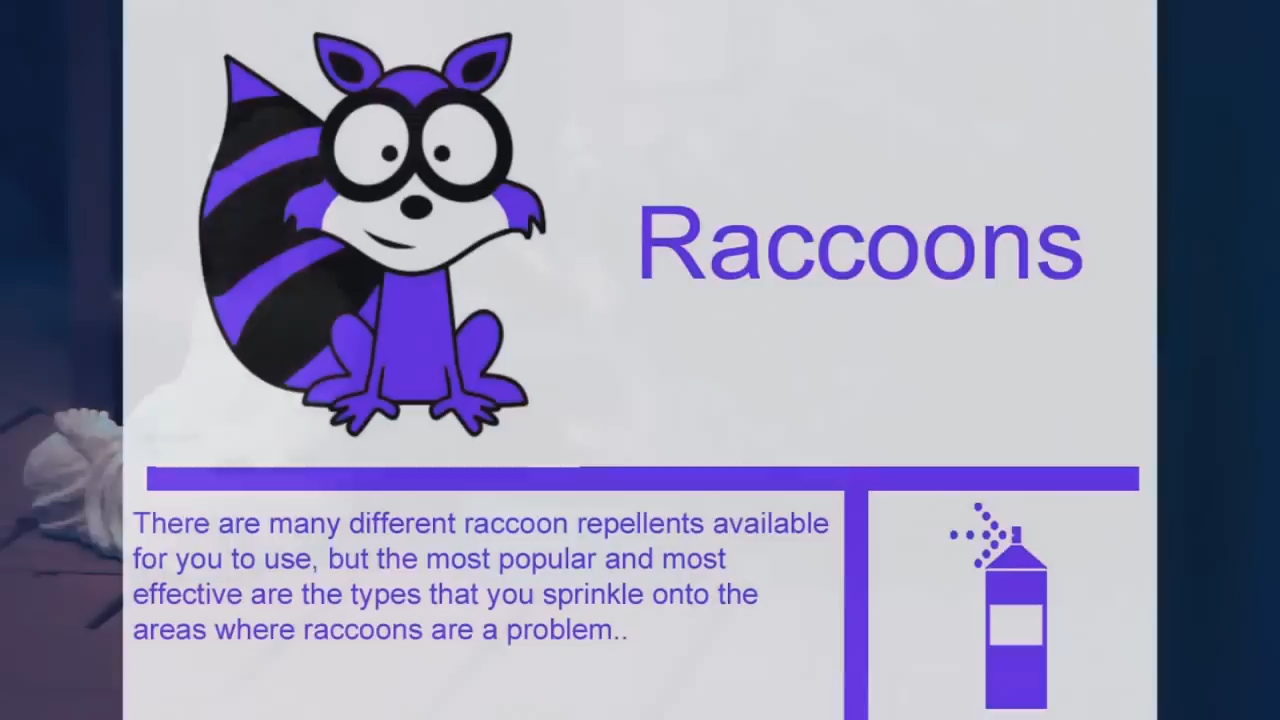 Raccoons
There are many different raccoon repellents available
for you to use, but the most popular and most
effective are the types that you sprinkle onto the
areas where raccoons are a problem..